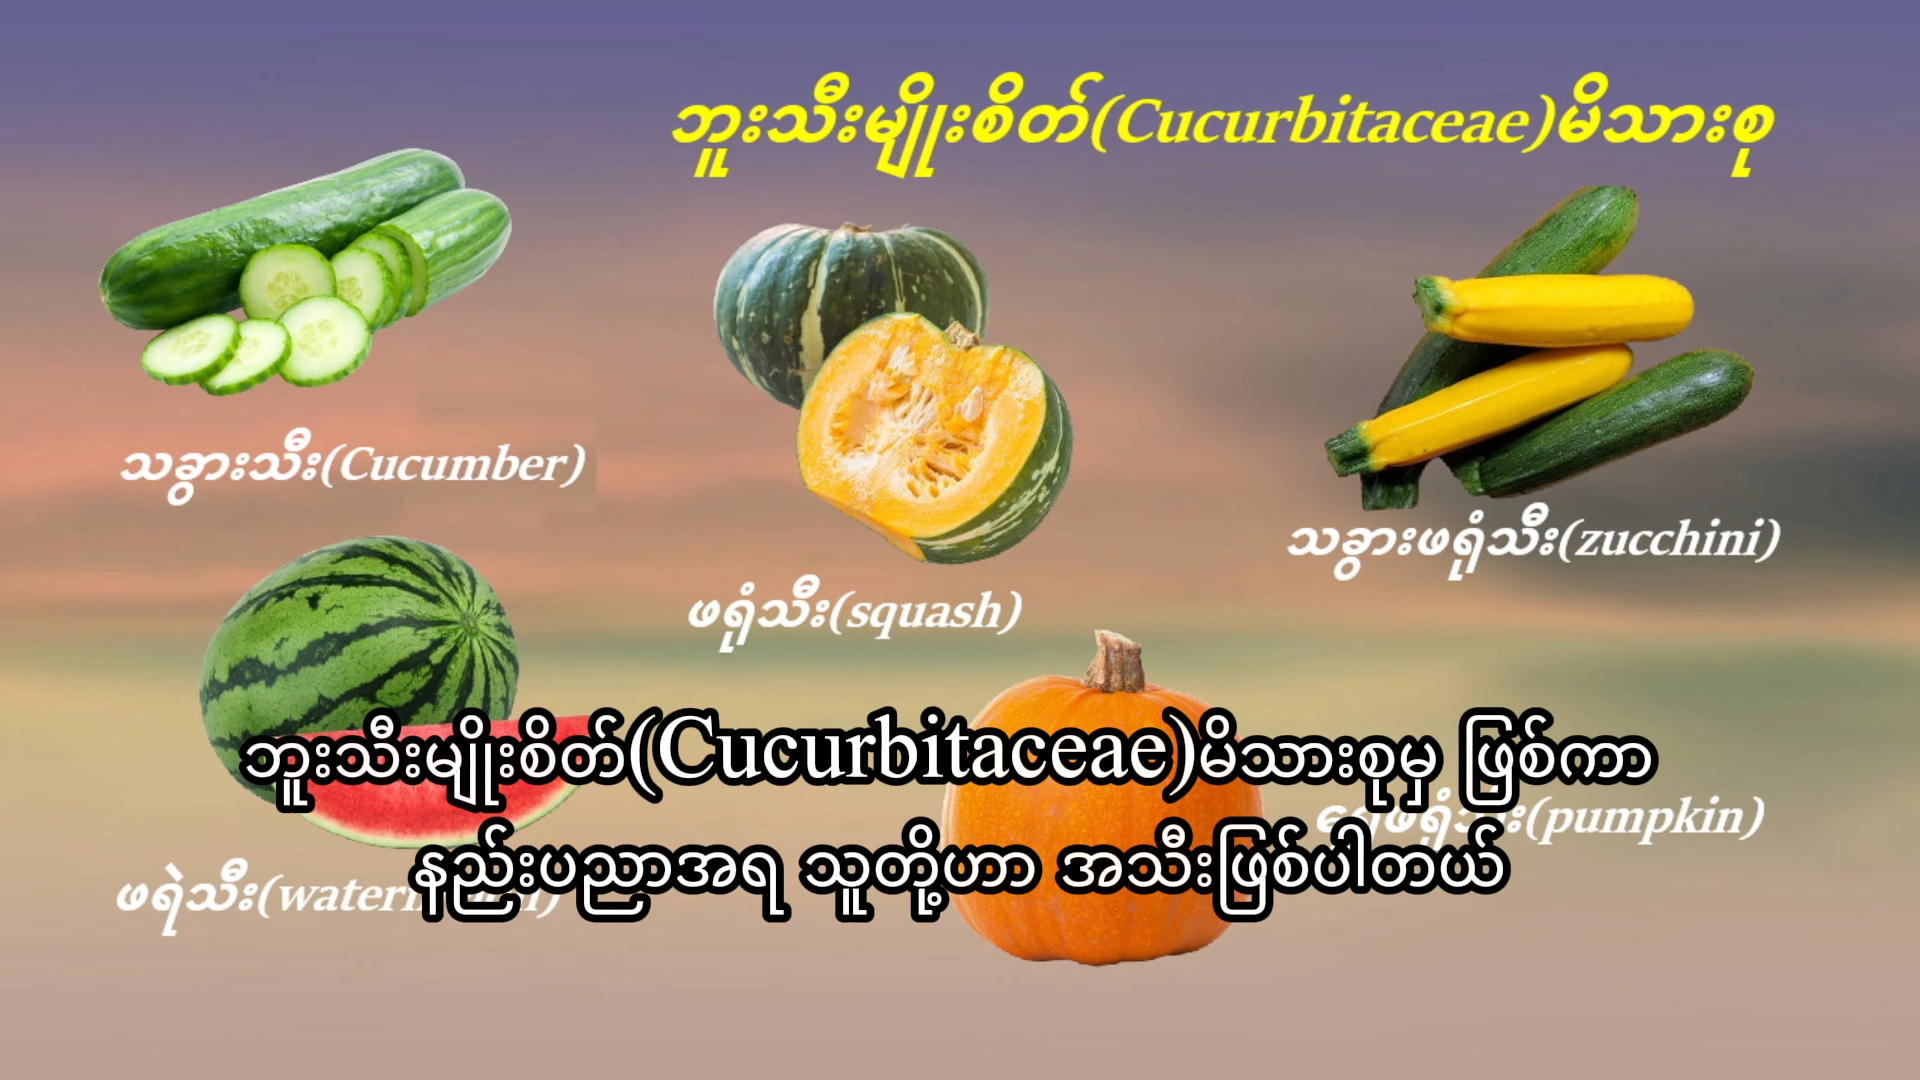 ဘူးသီးမျိုးစိတ်(Cucurbitaceae)မိသားစု
သခွားသီး(Cucumber)
သခွားဖရုံသီး(zucchini)
ဖရုံသီး(squash)
ဘူးသီးမျိုးစိတ်(Cucurbitaceae)မိသားစုမှ ဖြစ်ကာ
(pumpkin)
နည်းပညာအရ သူတို့ဟာ အသီးဖြစ်ပါတယ်
ဖရဲသီး